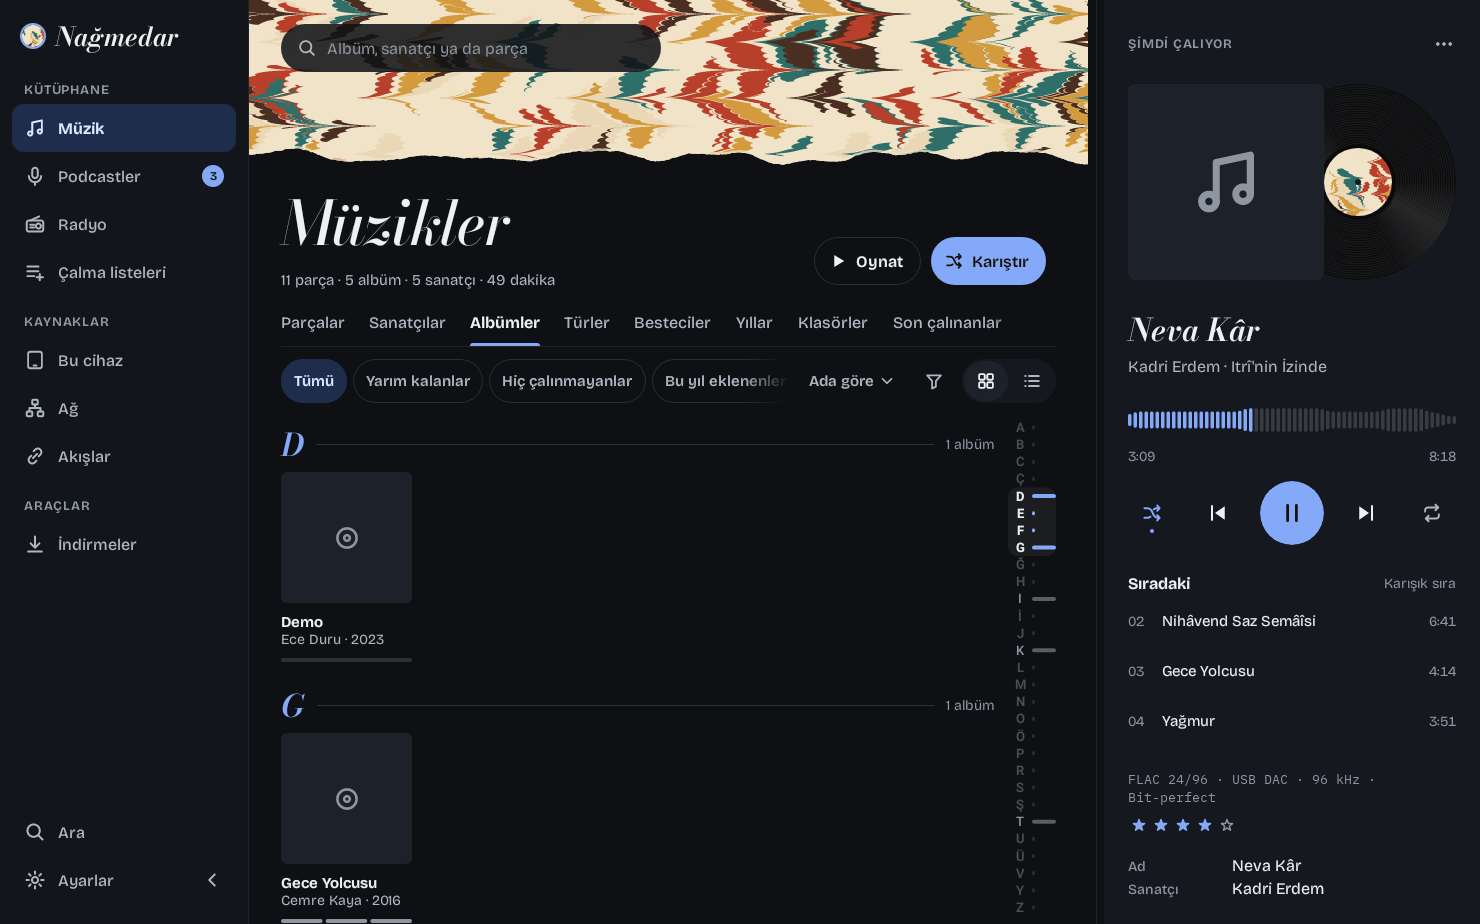 Nağmedar
KÜTÜPHANE
Müzik
Podcastler 3
Radyo
Çalma listeleri
KAYNAKLAR
Bu cihaz
Ağ
Akışlar
ARAÇLAR
İndirmeler
Ara
Ayarlar
Albüm, sanatçı ya da parça
Müzikler
11 parça · 5 albüm · 5 sanatçı · 49 dakika
Oynat
Karıştır
Parçalar Sanatçılar Albümler Türler Besteciler Yıllar Klasörler Son çalınanlar
Tümü Yarım kalanlar Hiç çalınmayanlar Bu yıl eklenenler Ada göre
D 1 albüm
Demo
Ece Duru · 2023
G 1 albüm
Gece Yolcusu
Cemre Kaya · 2016
A
B
C
Ç
D
E
F
G
Ğ
H
I
İ
J
K
L
M
N
O
Ö
P
R
S
Ş
T
U
Ü
V
Y
Z
ŞİMDİ ÇALIYOR
Neva Kâr
Kadri Erdem · Itrî'nin İzinde
3:09 8:18
Sıradaki Karışık sıra
02 Nihâvend Saz Semâîsi 6:41
03 Gece Yolcusu 4:14
04 Yağmur 3:51
FLAC 24/96 · USB DAC · 96 kHz ·
Bit-perfect
Ad Neva Kâr
Sanatçı Kadri Erdem